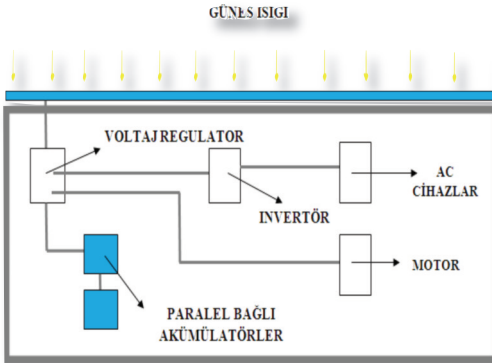 GÜNEŞ ISIGI
VOLTAJ REGULATOR
AC
CİHAZLAR
INVERTÖR
MOTOR
PARALEL BAĞLI
AKÜMÜLATÖRLER